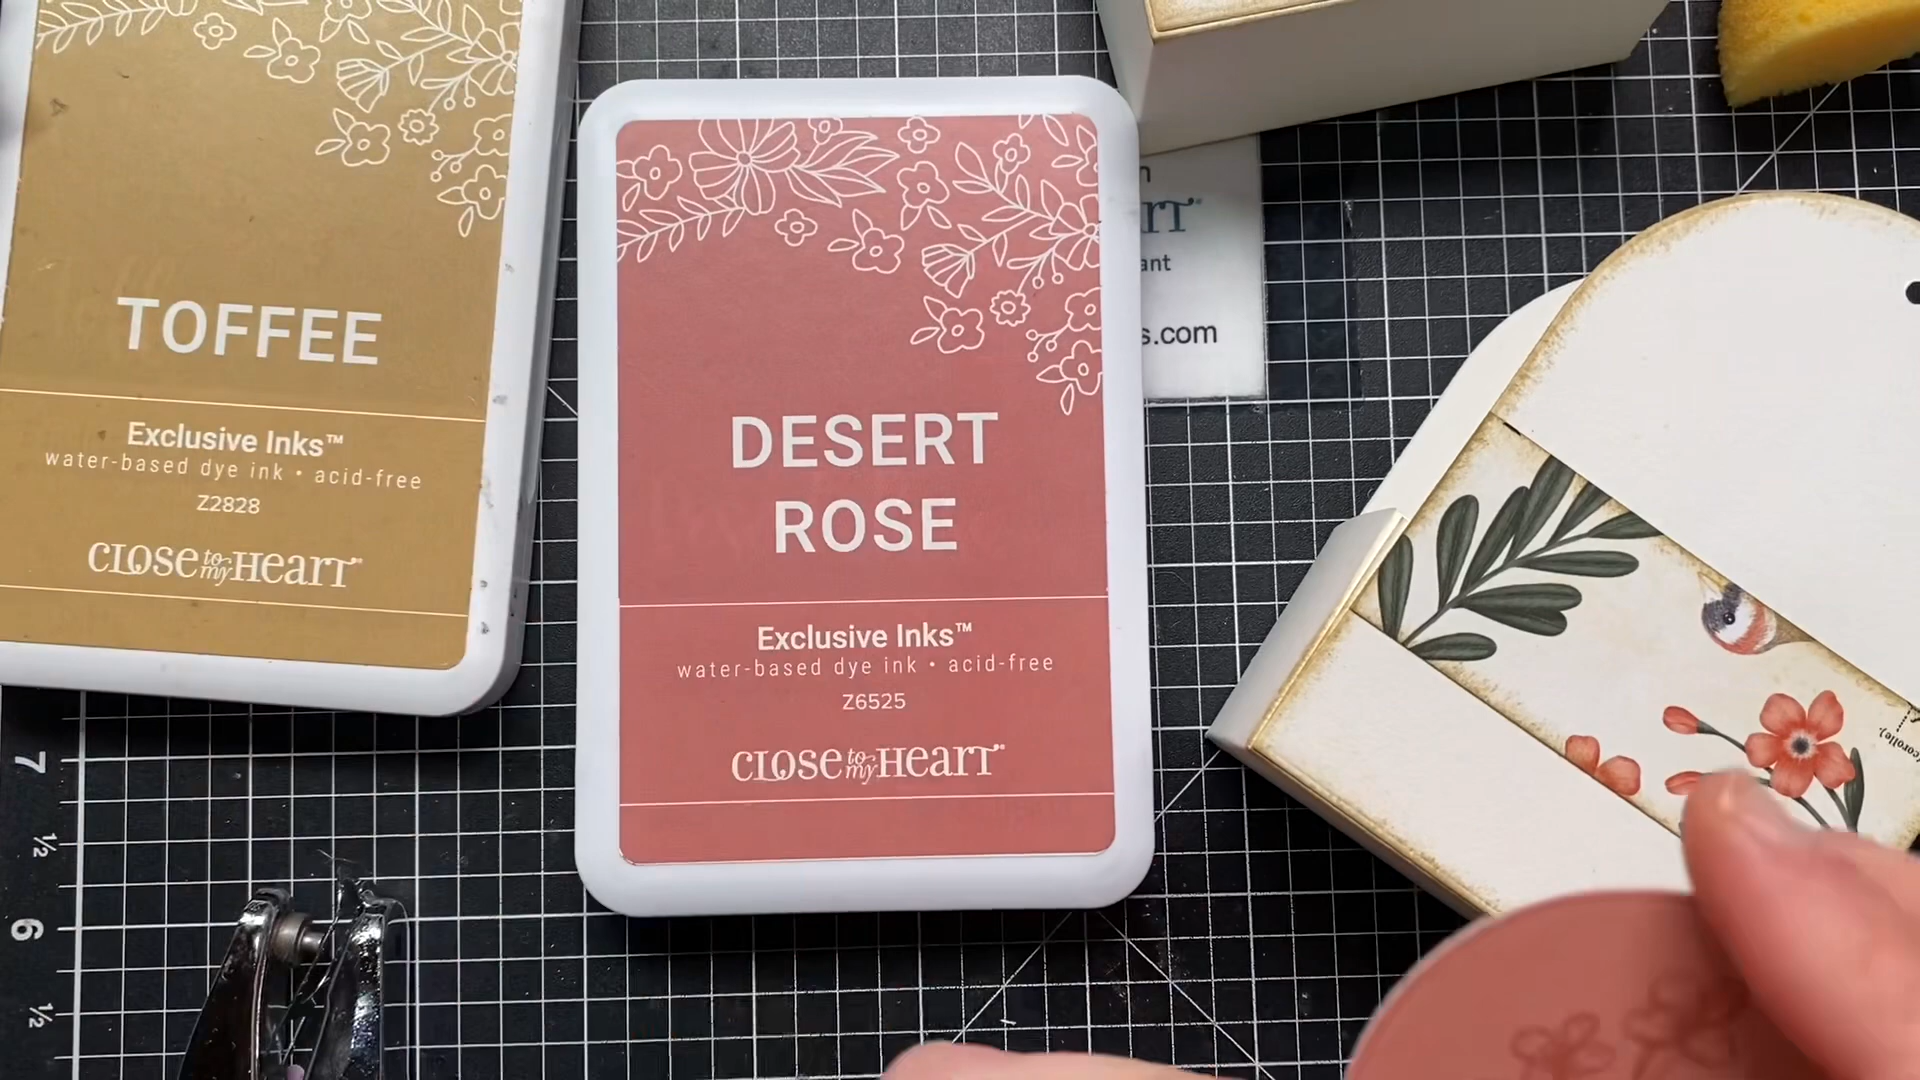 TOFFEE
Exclusive Inks™
water-based dye ink • acid-free
Z2828
CLOSE to my HEART®
DESERT
ROSE
Exclusive Inks™
water-based dye ink • acid-free
Z6525
CLOSE to my HEART®
s.com
(corolle).
7
½
6
½